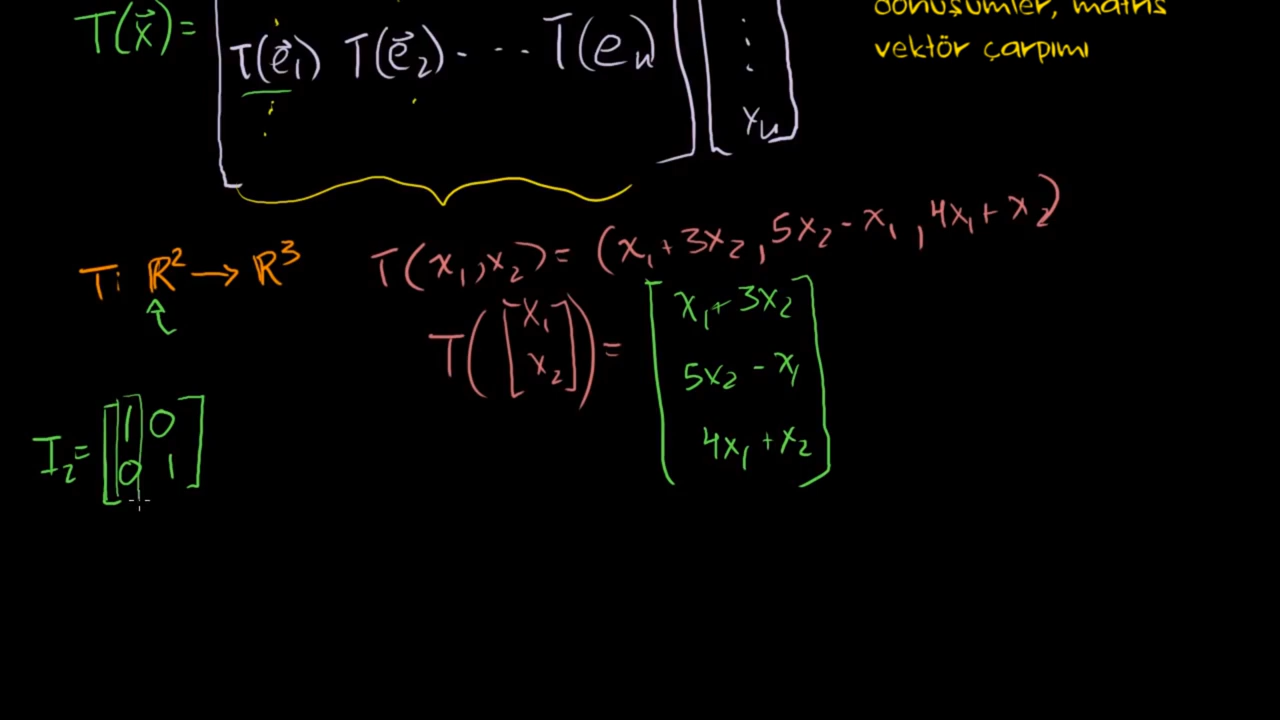 dönüşümler, matris
vektör çarpımı
T(x⃗)= [T(e⃗₁) T(e⃗₂) · ··· T(eₙ)] [⋮ xₙ]
T: ℝ² → ℝ³
T(x₁,x₂) = (x₁+3x₂, 5x₂-x₁, 4x₁+x₂)
T([x₁
x₂]) =
[x₁+3x₂
5x₂-x₁
4x₁+x₂]
I₂= [1 0
0 1]